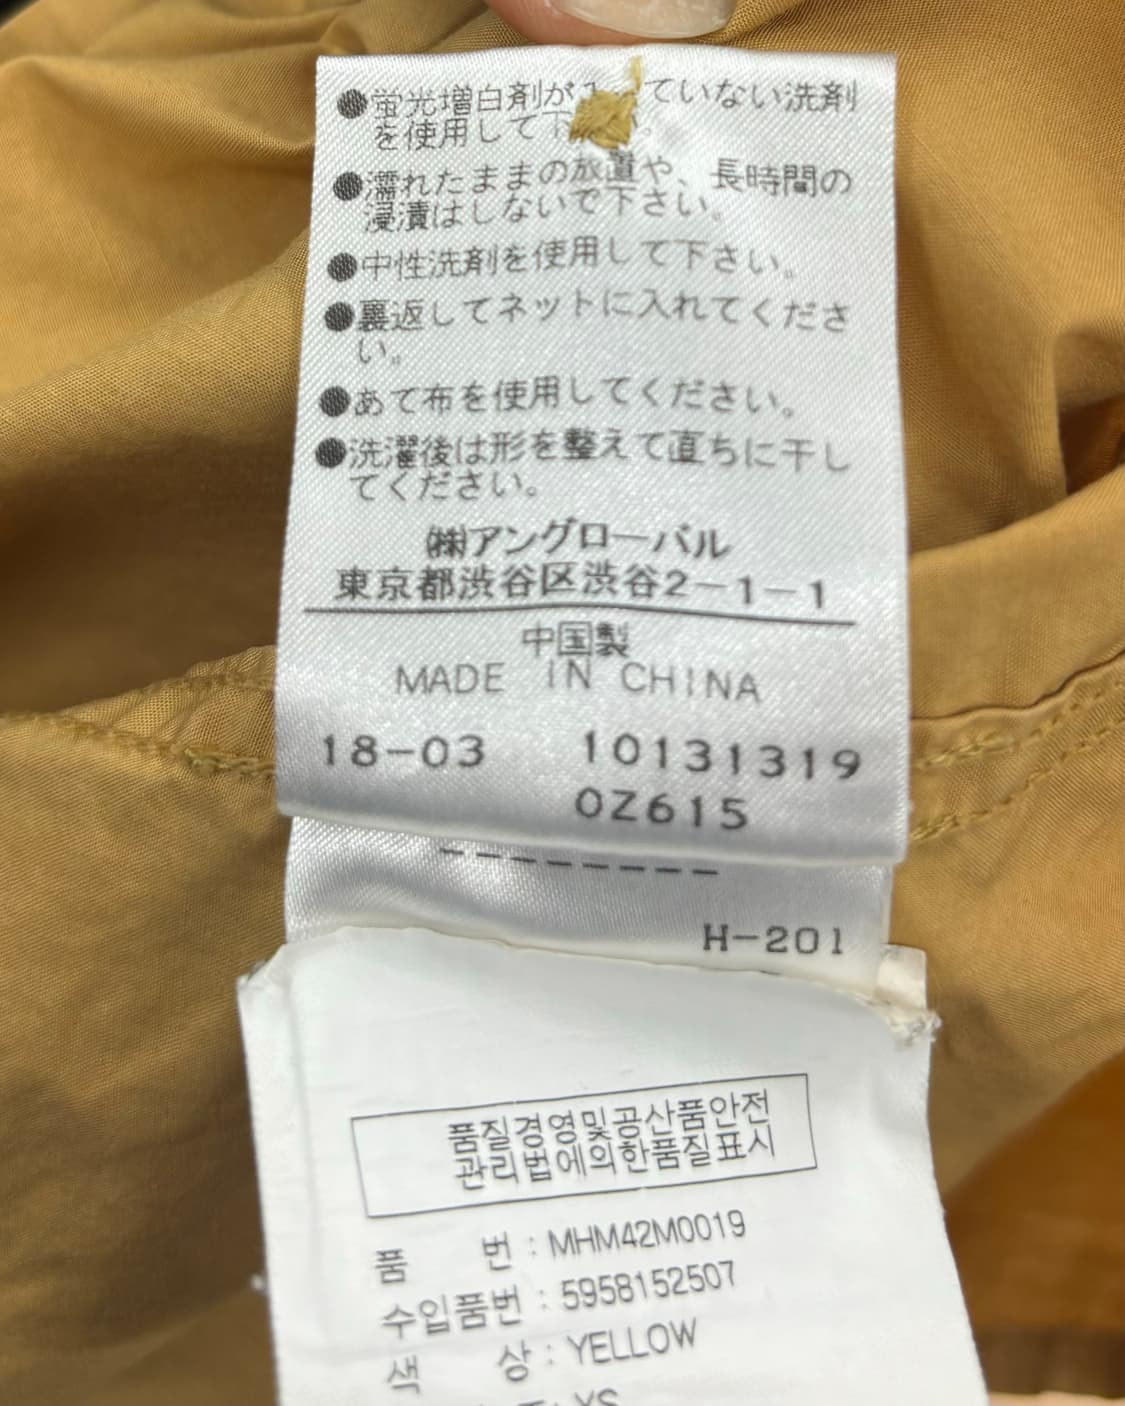 ●蛍光増白剤が ていない洗剤
を使用して下 。
●濡れたままの放置や、長時間の
浸漬はしないで下さい。
●中性洗剤を使用して下さい。
●裏返してネットに入れてくださ
い。
●あて布を使用してください。
●洗濯後は形を整えて直ちに干し
てください。
㈱アングローバル
東京都渋谷区渋谷2-1-1
中国製
MADE IN CHINA
18-03 10131319
0Z615
--------
H-201
품질경영및공산품안전
관리법에의한품질표시
품 번 : MHM42M0019
수입품번 : 5958152507
색 상 : YELLOW